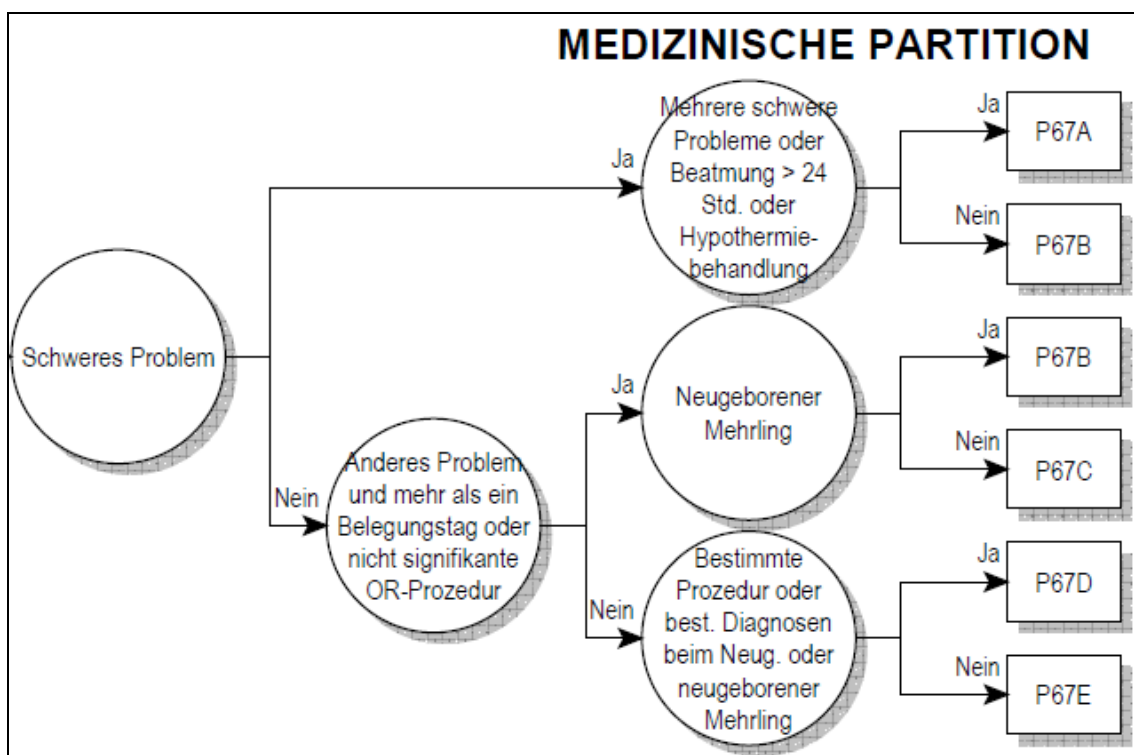 MEDIZINISCHE PARTITION
Mehrere schwere
Probleme oder
Beatmung > 24
Std. oder
Hypothermie-
behandlung
Ja
Ja
P67A
Nein
P67B
Schweres Problem
Nein
Anderes Problem
und mehr als ein
Belegungstag oder
nicht signifikante
OR-Prozedur
Ja
Neugeborener
Mehrling
Ja
P67B
Nein
P67C
Nein
Bestimmte
Prozedur oder
best. Diagnosen
beim Neug. oder
neugeborener
Mehrling
Ja
P67D
Nein
P67E